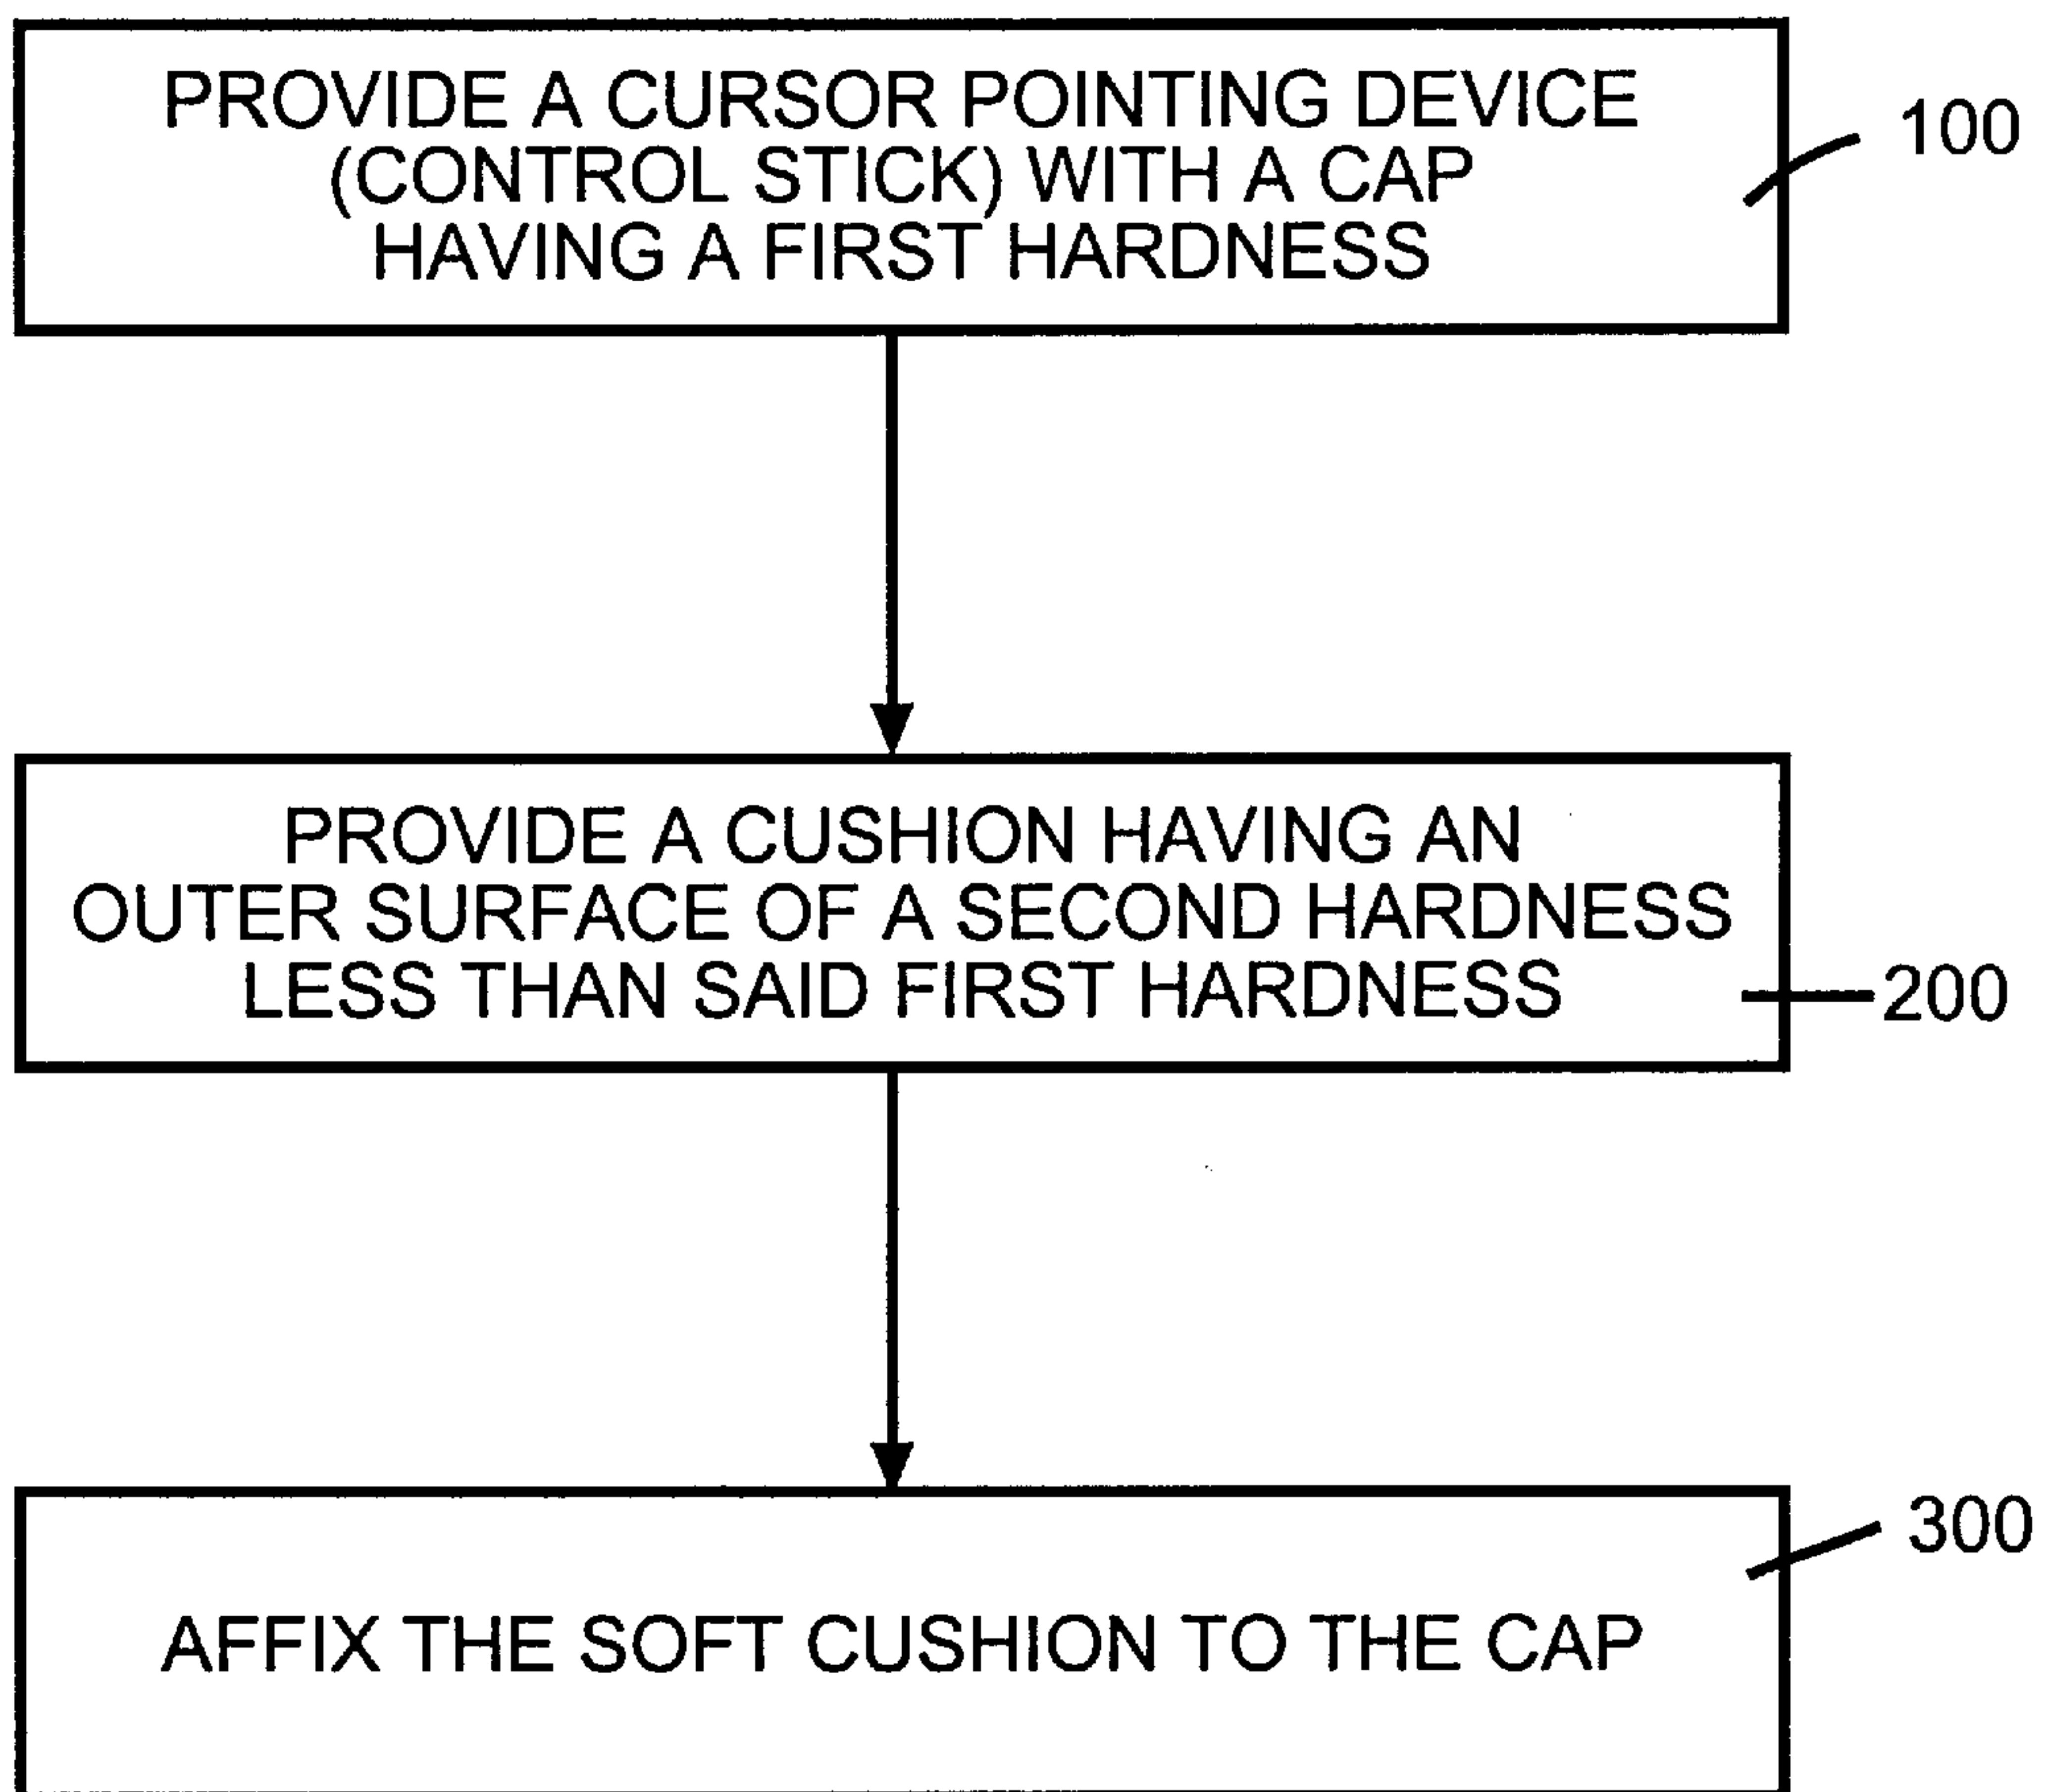 PROVIDE A CURSOR POINTING DEVICE
(CONTROL STICK) WITH A CAP
HAVING A FIRST HARDNESS
100
PROVIDE A CUSHION HAVING AN
OUTER SURFACE OF A SECOND HARDNESS
LESS THAN SAID FIRST HARDNESS
200
300
AFFIX THE SOFT CUSHION TO THE CAP